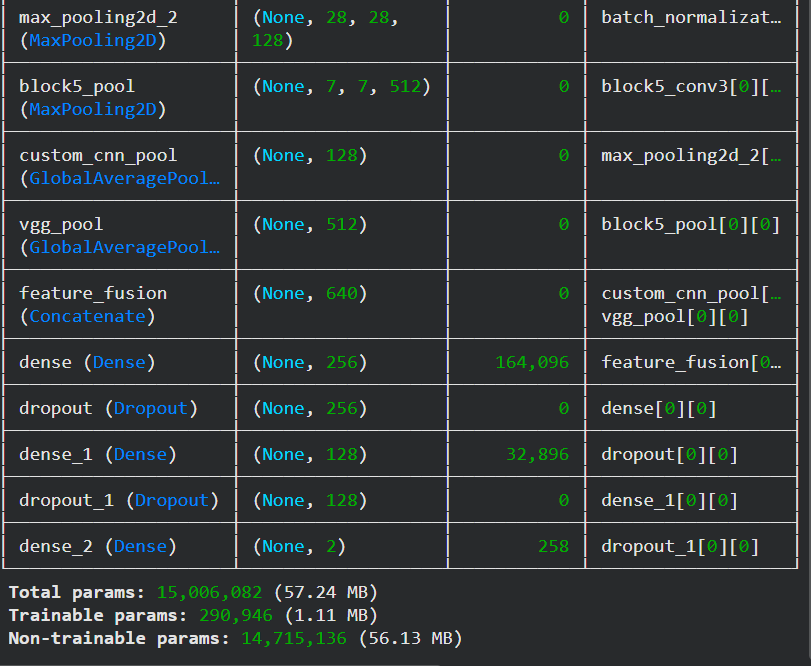 max_pooling2d_2 (None, 28, 28, 0 batch_normalizat…
(MaxPooling2D) 128)
block5_pool (None, 7, 7, 512) 0 block5_conv3[0][…
(MaxPooling2D)
custom_cnn_pool (None, 128) 0 max_pooling2d_2[…
(GlobalAveragePool…
vgg_pool (None, 512) 0 block5_pool[0][0]
(GlobalAveragePool…
feature_fusion (None, 640) 0 custom_cnn_pool[…
(Concatenate) vgg_pool[0][0]
dense (Dense) (None, 256) 164,096 feature_fusion[0…
dropout (Dropout) (None, 256) 0 dense[0][0]
dense_1 (Dense) (None, 128) 32,896 dropout[0][0]
dropout_1 (Dropout) (None, 128) 0 dense_1[0][0]
dense_2 (Dense) (None, 2) 258 dropout_1[0][0]
Total params: 15,006,082 (57.24 MB)
Trainable params: 290,946 (1.11 MB)
Non-trainable params: 14,715,136 (56.13 MB)